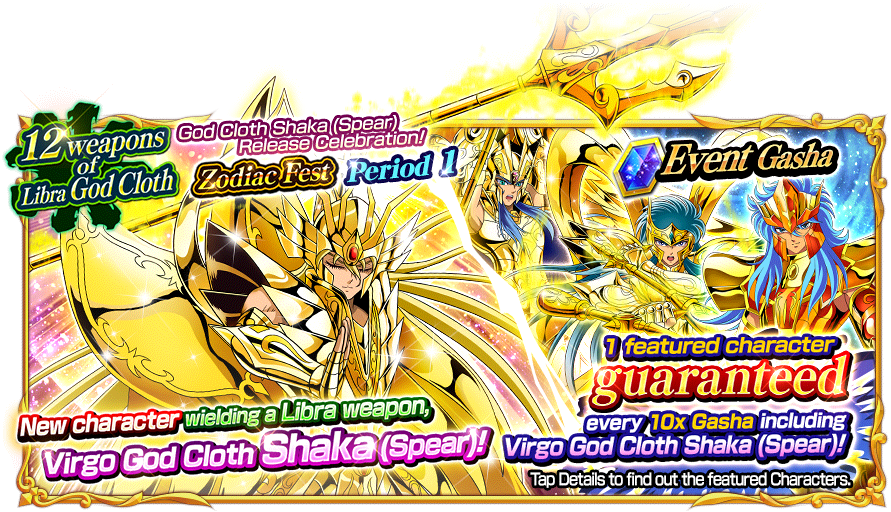 12 weapons
of
Libra God Cloth
God Cloth Shaka (Spear)
Release Celebration!
Zodiac Fest Period 1
Event Gasha
New character wielding a Libra weapon,
Virgo God Cloth Shaka (Spear)!
1 featured character
guaranteed
every 10x Gasha including
Virgo God Cloth Shaka (Spear)!
Tap Details to find out the featured Characters.